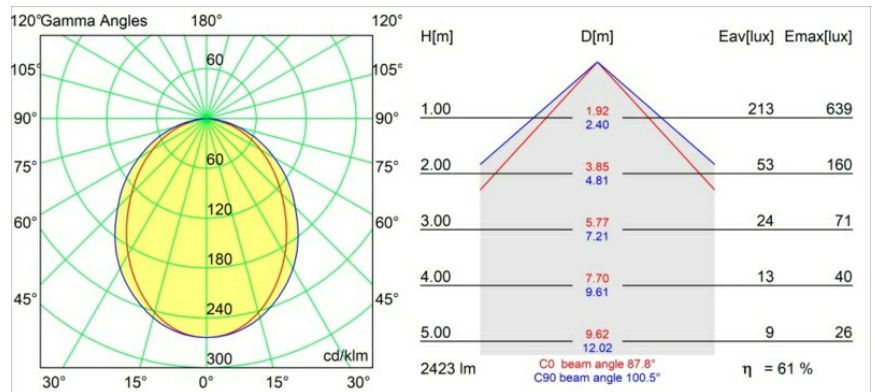 120° Gamma Angles 180° 120°
105° 60 105°
90° 90°
60
75° 75°
120
60° 60°
180
45° 45°
240
300 cd/klm
30° 15° 0° 15° 30°
H[m] D[m] Eav[lux] Emax[lux]
1.00 1.92 213 639
2.40
2.00 3.85 53 160
4.81
3.00 5.77 24 71
7.21
4.00 7.70 13 40
9.61
5.00 9.62 9 26
12.02
2423 lm C0 beam angle 87.8° η = 61 %
C90 beam angle 100.5°